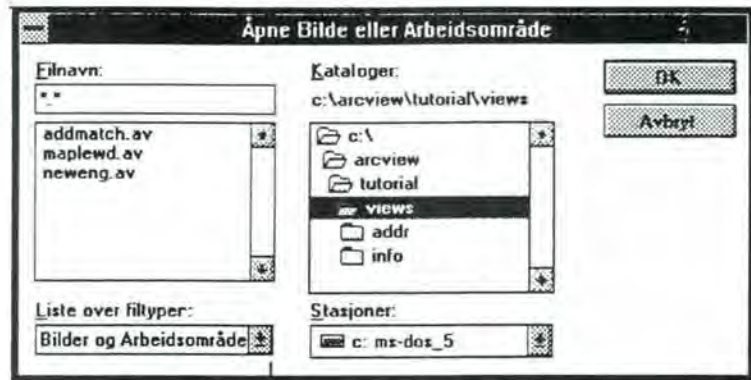 Åpne Bilde eller Arbeidsområde
Filnavn:
*.*
addmatch.av
maplewd.av
neweng.av
Liste over filtyper:
Bilder og Arbeidsområde
Kataloger:
c:\arcview\tutorial\views
c:\
arcview
tutorial
views
addr
info
Stasjoner:
c: ms-dos_5
OK
Avbryt